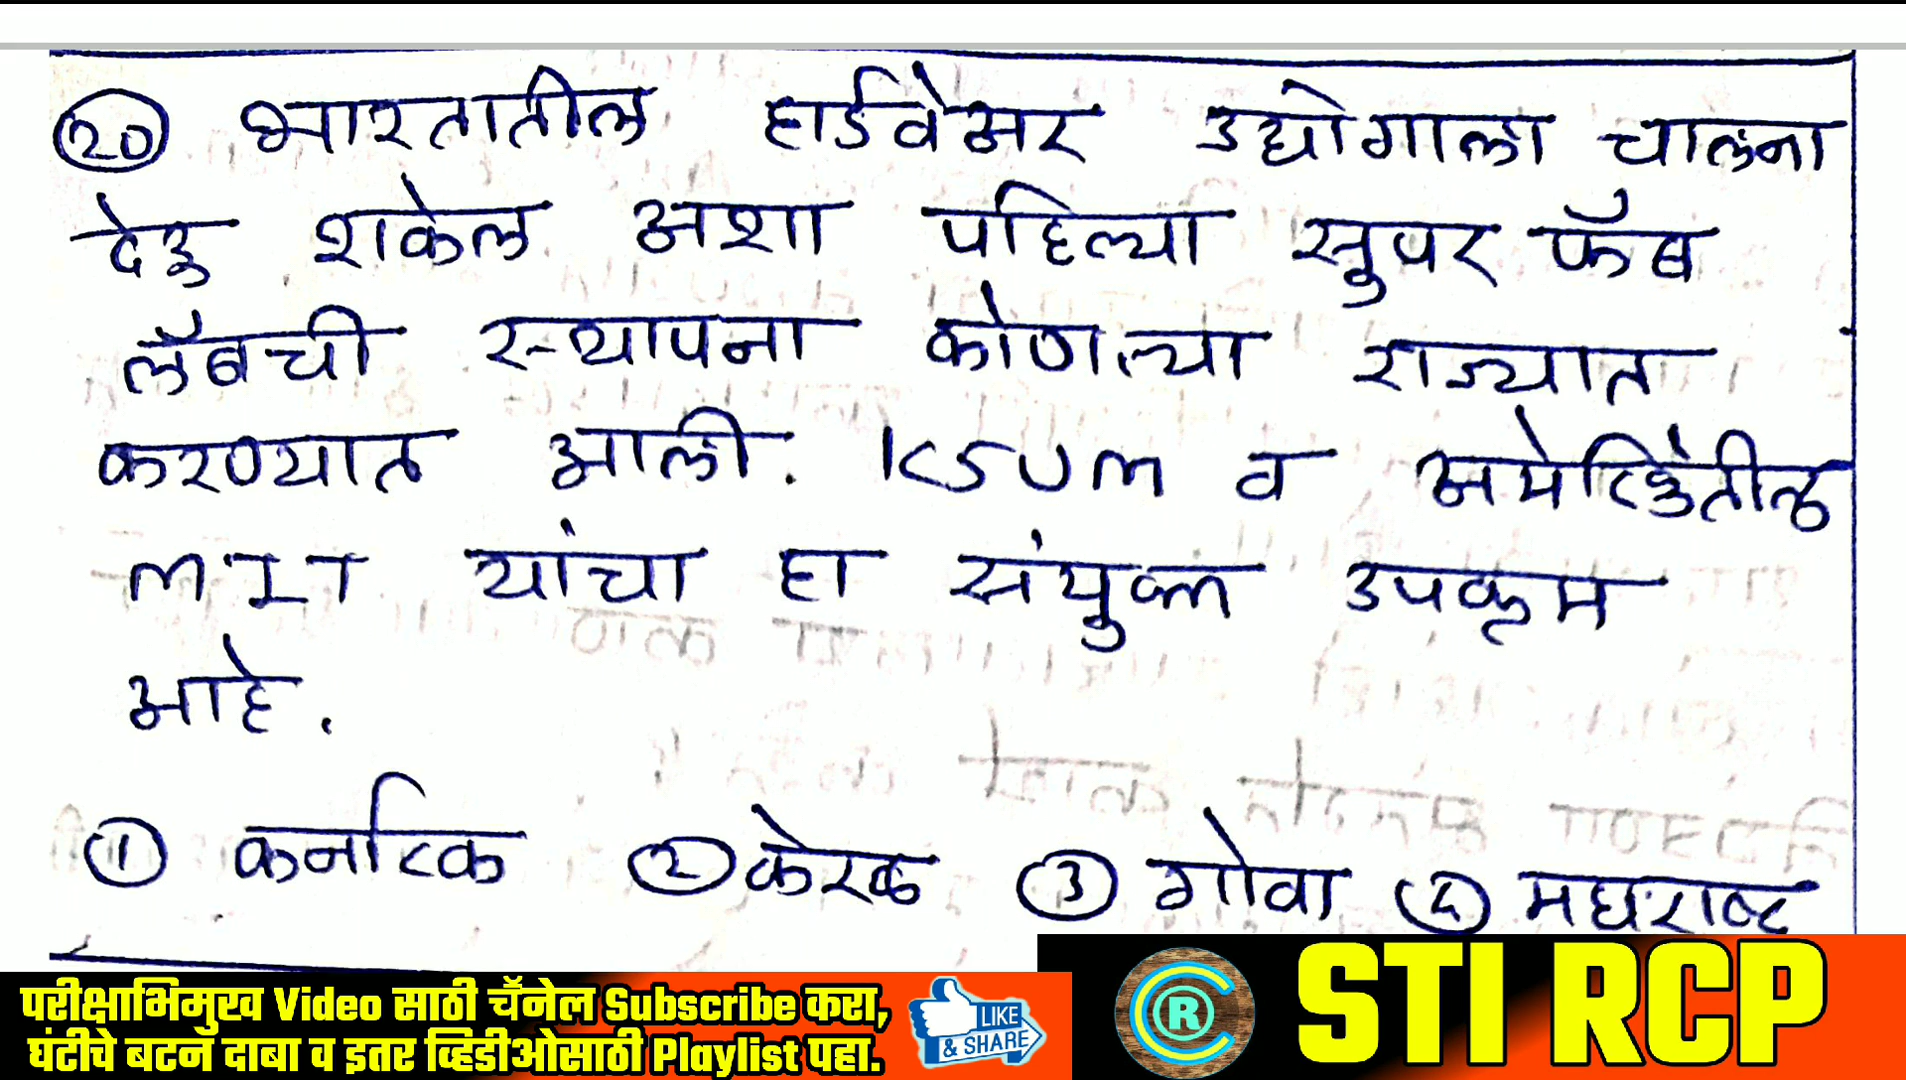 20 भारतातील हार्डवेअर उद्योगाला चालना
देऊ शकेल अशा पहिल्या सुपर फॅब
लॅबची स्थापना कोणत्या राज्यात
करण्यात आली. KSUM व अमेरिकेतील
MIT यांचा हा संयुक्त उपक्रम
आहे.
1 कर्नाटक 2 केरळ 3 गोवा 4 महाराष्ट्र
परीक्षाभिमुख Video साठी चॅनेल Subscribe करा,
घंटीचे बटन दाबा व इतर व्हिडीओसाठी Playlist पहा.
LIKE
& SHARE
R
STI RCP